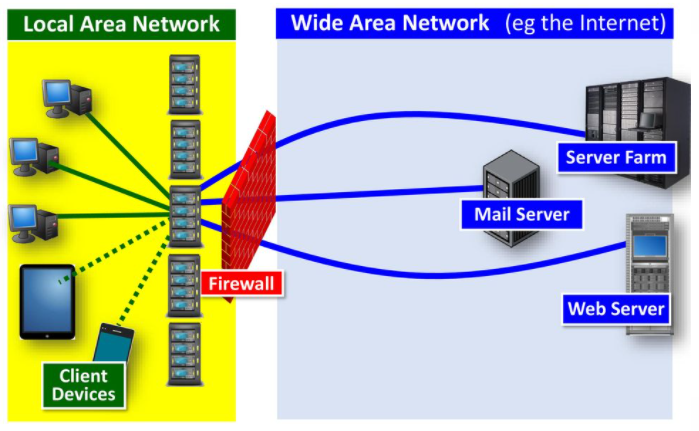 Local Area Network
Wide Area Network (eg the Internet)
Server Farm
Mail Server
Firewall
Web Server
Client
Devices